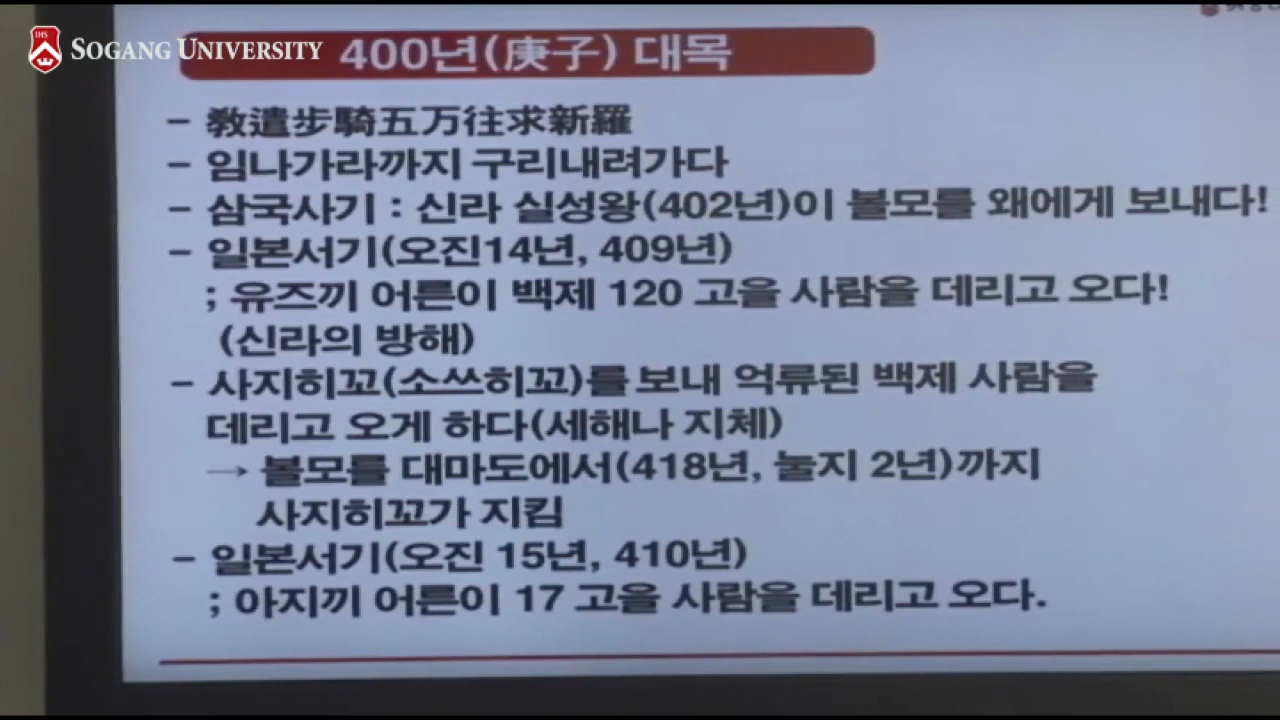 IHS
SOGANG UNIVERSITY
400년(庚子) 대목
- 敎遣步騎五万往求新羅
- 임나가라까지 구리내려가다
- 삼국사기 : 신라 실성왕(402년)이 볼모를 왜에게 보내다!
- 일본서기(오진14년, 409년)
; 유즈끼 어른이 백제 120 고을 사람을 데리고 오다!
(신라의 방해)
- 사지히꼬(소쓰히꼬)를 보내 억류된 백제 사람을
데리고 오게 하다(세해나 지체)
→ 볼모를 대마도에서(418년, 눌지 2년)까지
사지히꼬가 지킴
- 일본서기(오진 15년, 410년)
; 아지끼 어른이 17 고을 사람을 데리고 오다.